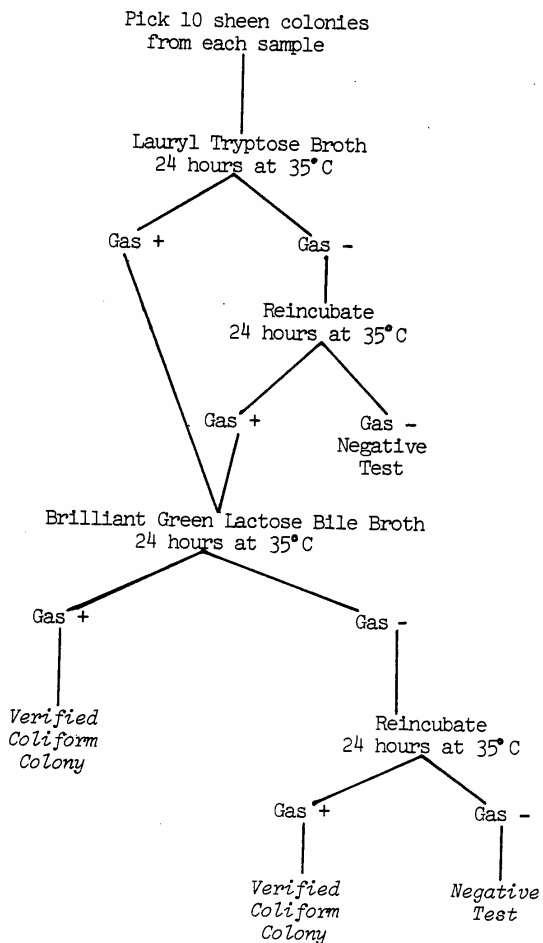 Pick 10 sheen colonies
from each sample
Lauryl Tryptose Broth
24 hours at 35°C
Gas +
Gas -
Reincubate
24 hours at 35°C
Gas +
Gas -
Negative
Test
Brilliant Green Lactose Bile Broth
24 hours at 35°C
Gas +
Gas -
Verified
Coliform
Colony
Reincubate
24 hours at 35°C
Gas +
Gas -
Verified
Coliform
Colony
Negative
Test